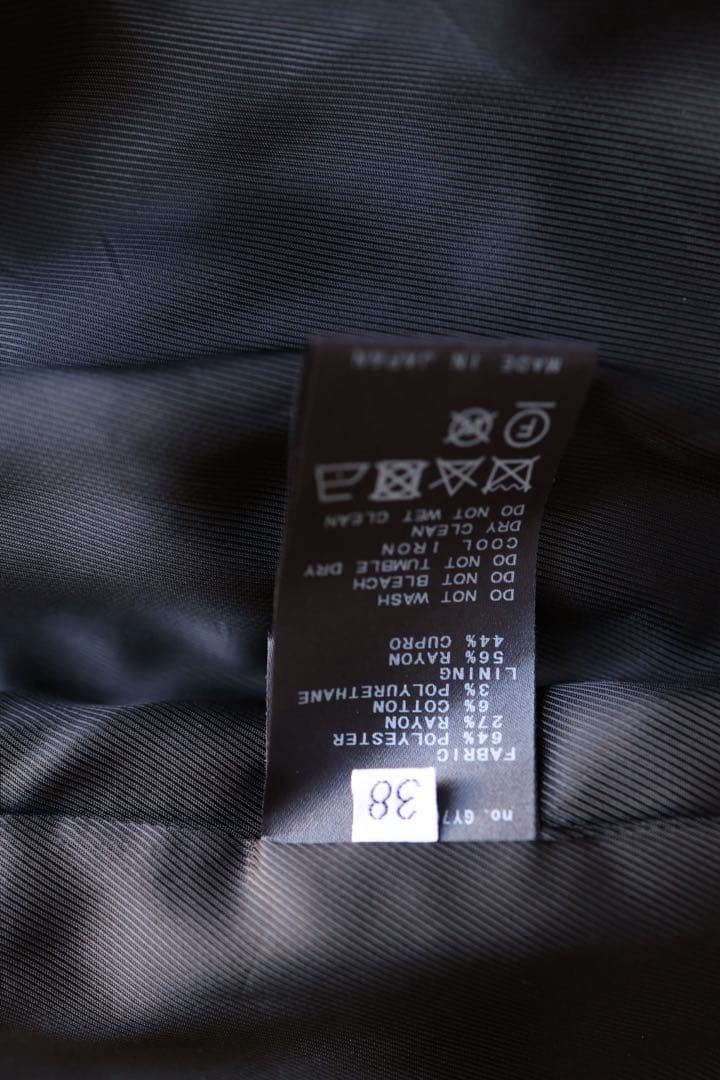 no. GY7
38
FABRIC
64% POLYESTER
27% RAYON
6% COTTON
3% POLYURETHANE
LINING
56% RAYON
44% CUPRO
DO NOT WASH
DO NOT BLEACH
DO NOT TUMBLE DRY
COOL IRON
DRY CLEAN
DO NOT WET CLEAN
F
MADE IN JAPAN